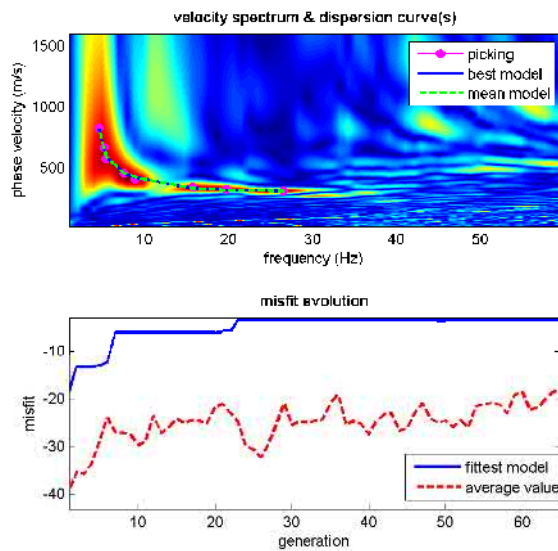 velocity spectrum & dispersion curve(s)
1500
1000
500
phase velocity (m/s)
picking
best model
mean model
10 20 30 40 50
frequency (Hz)
misfit evolution
-10
-20
-30
-40
misfit
fittest model
average value
10 20 30 40 50 60
generation